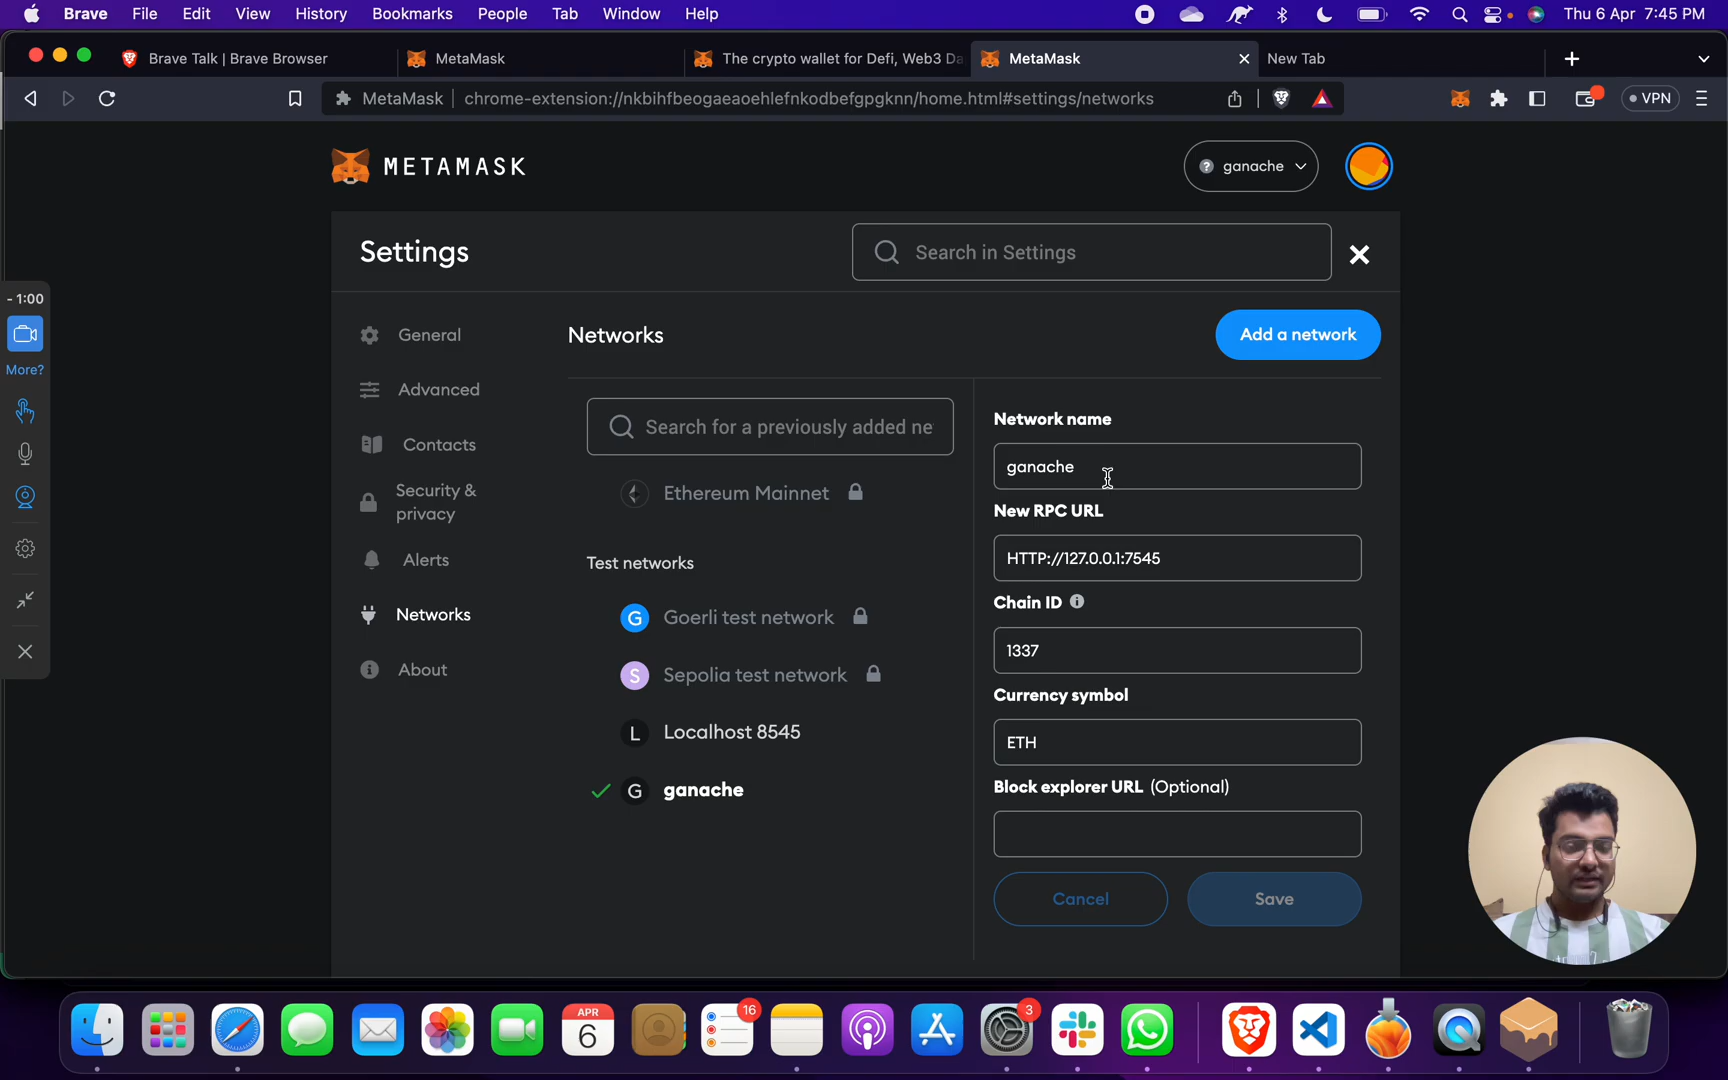 Brave File Edit View History Bookmarks People Tab Window Help
Thu 6 Apr 7:45 PM
Brave Talk | Brave Browser
MetaMask
The crypto wallet for Defi, Web3 Da
MetaMask
New Tab
MetaMask chrome-extension://nkbihfbeogaeaoehlefnkodbefgpgknn/home.html#settings/networks
VPN
METAMASK
ganache
Settings
Search in Settings
- 1:00
More?
General
Advanced
Contacts
Security &
privacy
Alerts
Networks
About
Networks
Add a network
Search for a previously added ne
Ethereum Mainnet
Test networks
G Goerli test network
S Sepolia test network
L Localhost 8545
G ganache
Network name
ganache
New RPC URL
HTTP://127.0.0.1:7545
Chain ID
1337
Currency symbol
ETH
Block explorer URL (Optional)
Cancel
Save
APR
6
16
3